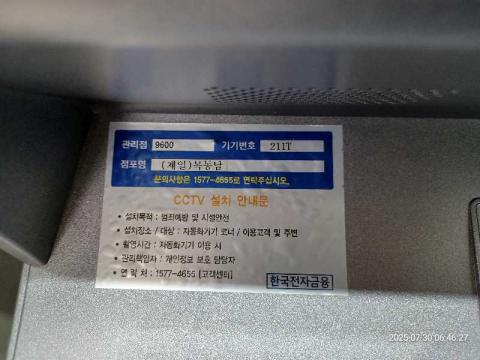 관리점 9600 기기번호 211T
점포명 (제일)목동남
문의사항은 1577-4655로 연락주십시오.
CCTV 설치 안내문
• 설치목적 : 범죄예방 및 시설안전
• 설치장소 / 대상 : 자동화기기 코너 / 이용고객 및 주변
• 촬영시간 : 자동화기기 이용 시
• 관리책임자 : 개인정보 보호 담당자
• 연 락 처 : 1577-4655 [고객센터]
한국전자금융
2025-07-30 06:46:27